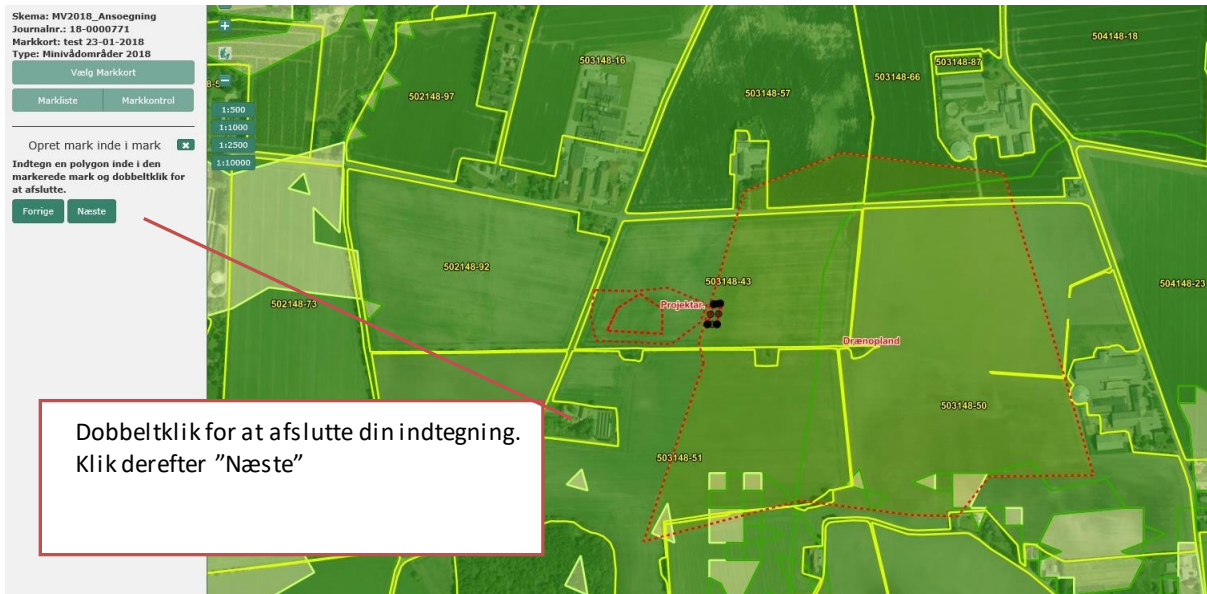 Skema: MV2018_Ansoegning
Journalnr.: 18-0000771
Markkort: test 23-01-2018
Type: Minivådområder 2018
Vælg Markkort
Markliste Markkontrol
Opret mark inde i mark
Indtegn en polygon inde i den
markerede mark og dobbeltklik for
at afslutte.
Forrige Næste
1:500
1:1000
1:2500
1:10000
504148-18
503148-16
503148-87
503148-66
502148-97
503148-57
502148-92
503148-43
504148-23
502148-73
Projektar.
Drænopland
503148-50
503148-51
Dobbeltklik for at afslutte din indtegning.
Klik derefter ”Næste”